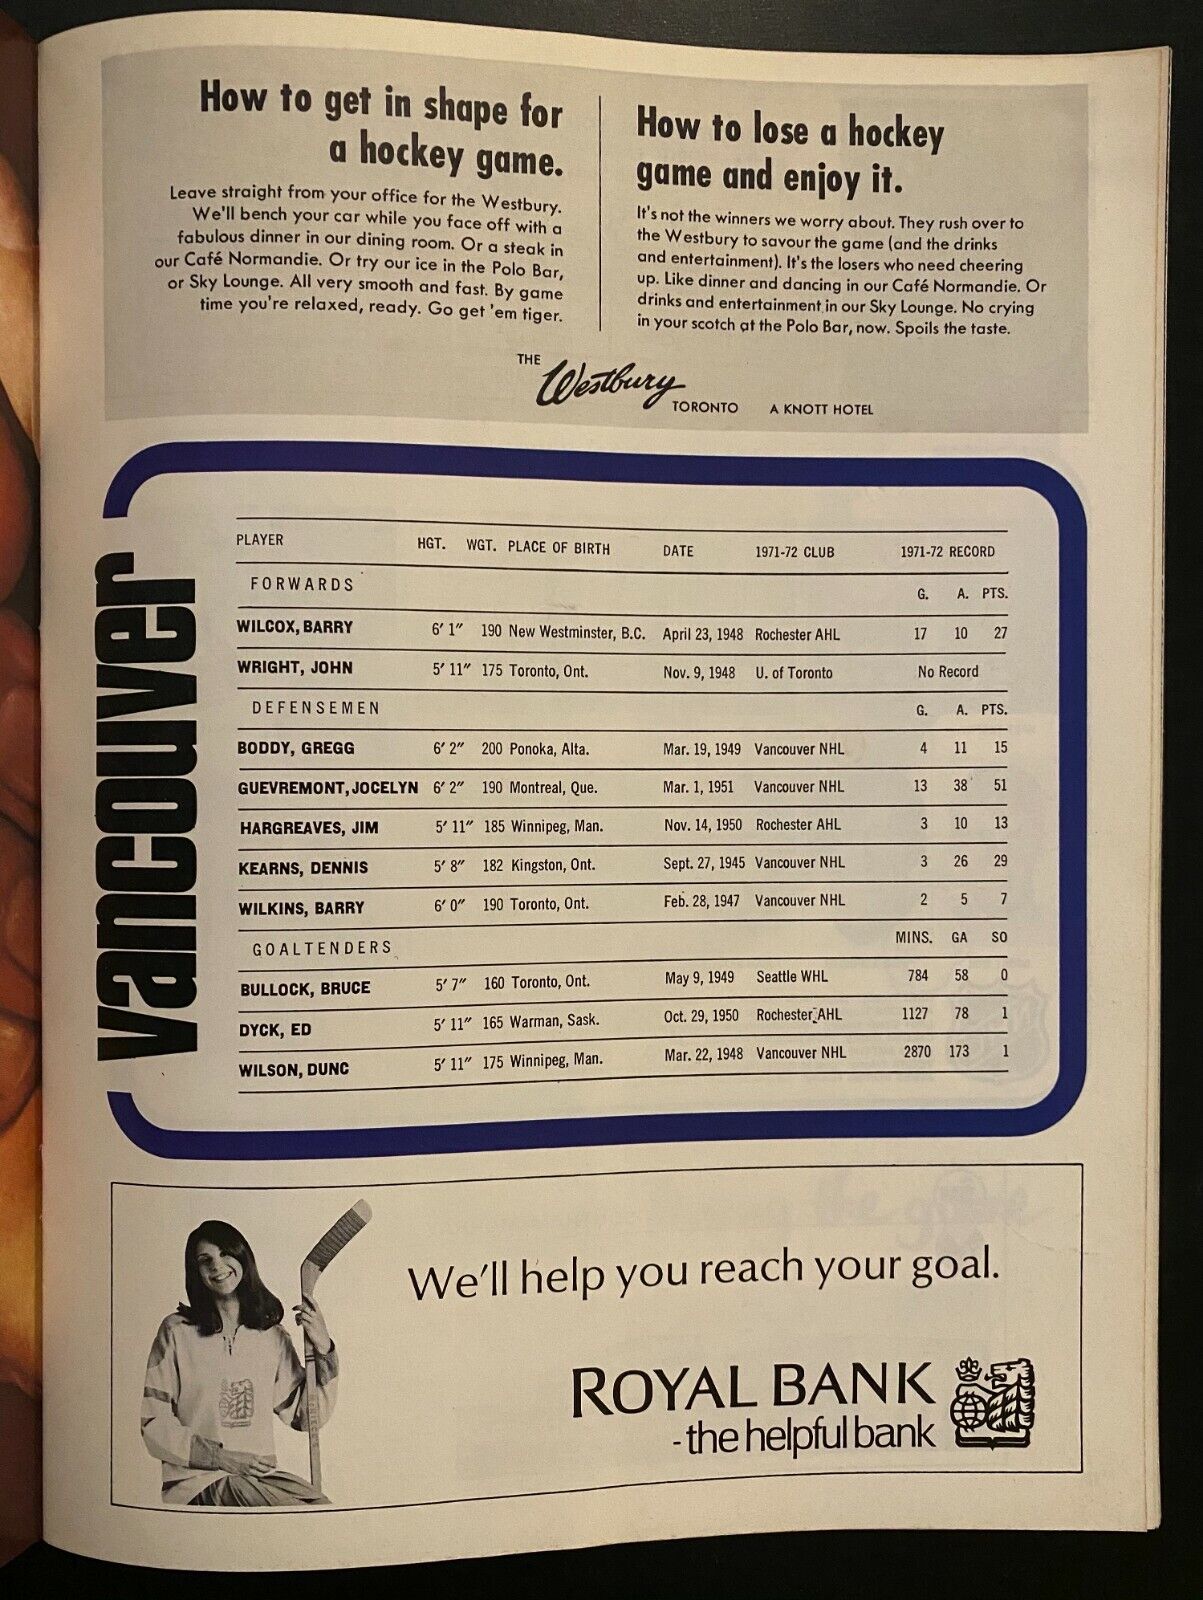 How to get in shape for
a hockey game.
Leave straight from your office for the Westbury.
We'll bench your car while you face off with a
fabulous dinner in our dining room. Or a steak in
our Café Normandie. Or try our ice in the Polo Bar,
or Sky Lounge. All very smooth and fast. By game
time you're relaxed, ready. Go get 'em tiger.
How to lose a hockey
game and enjoy it.
It's not the winners we worry about. They rush over to
the Westbury to savour the game (and the drinks
and entertainment). It's the losers who need cheering
up. Like dinner and dancing in our Café Normandie. Or
drinks and entertainment in our Sky Lounge. No crying
in your scotch at the Polo Bar, now. Spoils the taste.
THE Westbury TORONTO A KNOTT HOTEL
vancouver
PLAYER HGT. WGT. PLACE OF BIRTH DATE 1971-72 CLUB 1971-72 RECORD
FORWARDS G. A. PTS.
WILCOX, BARRY 6' 1" 190 New Westminster, B.C. April 23, 1948 Rochester AHL 17 10 27
WRIGHT, JOHN 5' 11" 175 Toronto, Ont. Nov. 9, 1948 U. of Toronto No Record
DEFENSEMEN G. A. PTS.
BODDY, GREGG 6' 2" 200 Ponoka, Alta. Mar. 19, 1949 Vancouver NHL 4 11 15
GUEVREMONT, JOCELYN 6' 2" 190 Montreal, Que. Mar. 1, 1951 Vancouver NHL 13 38 51
HARGREAVES, JIM 5' 11" 185 Winnipeg, Man. Nov. 14, 1950 Rochester AHL 3 10 13
KEARNS, DENNIS 5' 8" 182 Kingston, Ont. Sept. 27, 1945 Vancouver NHL 3 26 29
WILKINS, BARRY 6' 0" 190 Toronto, Ont. Feb. 28, 1947 Vancouver NHL 2 5 7
GOALTENDERS MINS. GA SO
BULLOCK, BRUCE 5' 7" 160 Toronto, Ont. May 9, 1949 Seattle WHL 784 58 0
DYCK, ED 5' 11" 165 Warman, Sask. Oct. 29, 1950 Rochester AHL 1127 78 1
WILSON, DUNC 5' 11" 175 Winnipeg, Man. Mar. 22, 1948 Vancouver NHL 2870 173 1
We'll help you reach your goal.
ROYAL BANK
- the helpful bank